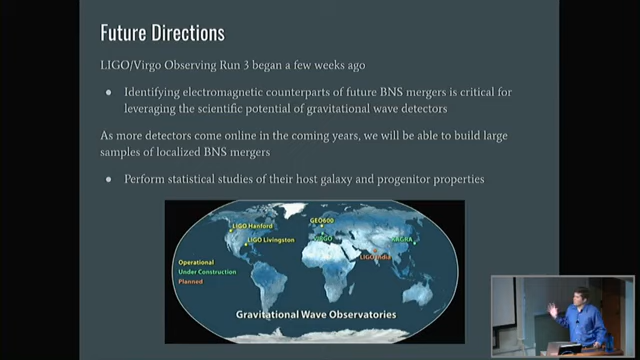 Future Directions
LIGO/Virgo Observing Run 3 began a few weeks ago
● Identifying electromagnetic counterparts of future BNS mergers is critical for
leveraging the scientific potential of gravitational wave detectors
As more detectors come online in the coming years, we will be able to build large
samples of localized BNS mergers
● Perform statistical studies of their host galaxy and progenitor properties
LIGO Hanford
GEO600
LIGO Livingston
VIRGO
KAGRA
LIGO India
Operational
Under Construction
Planned
Gravitational Wave Observatories